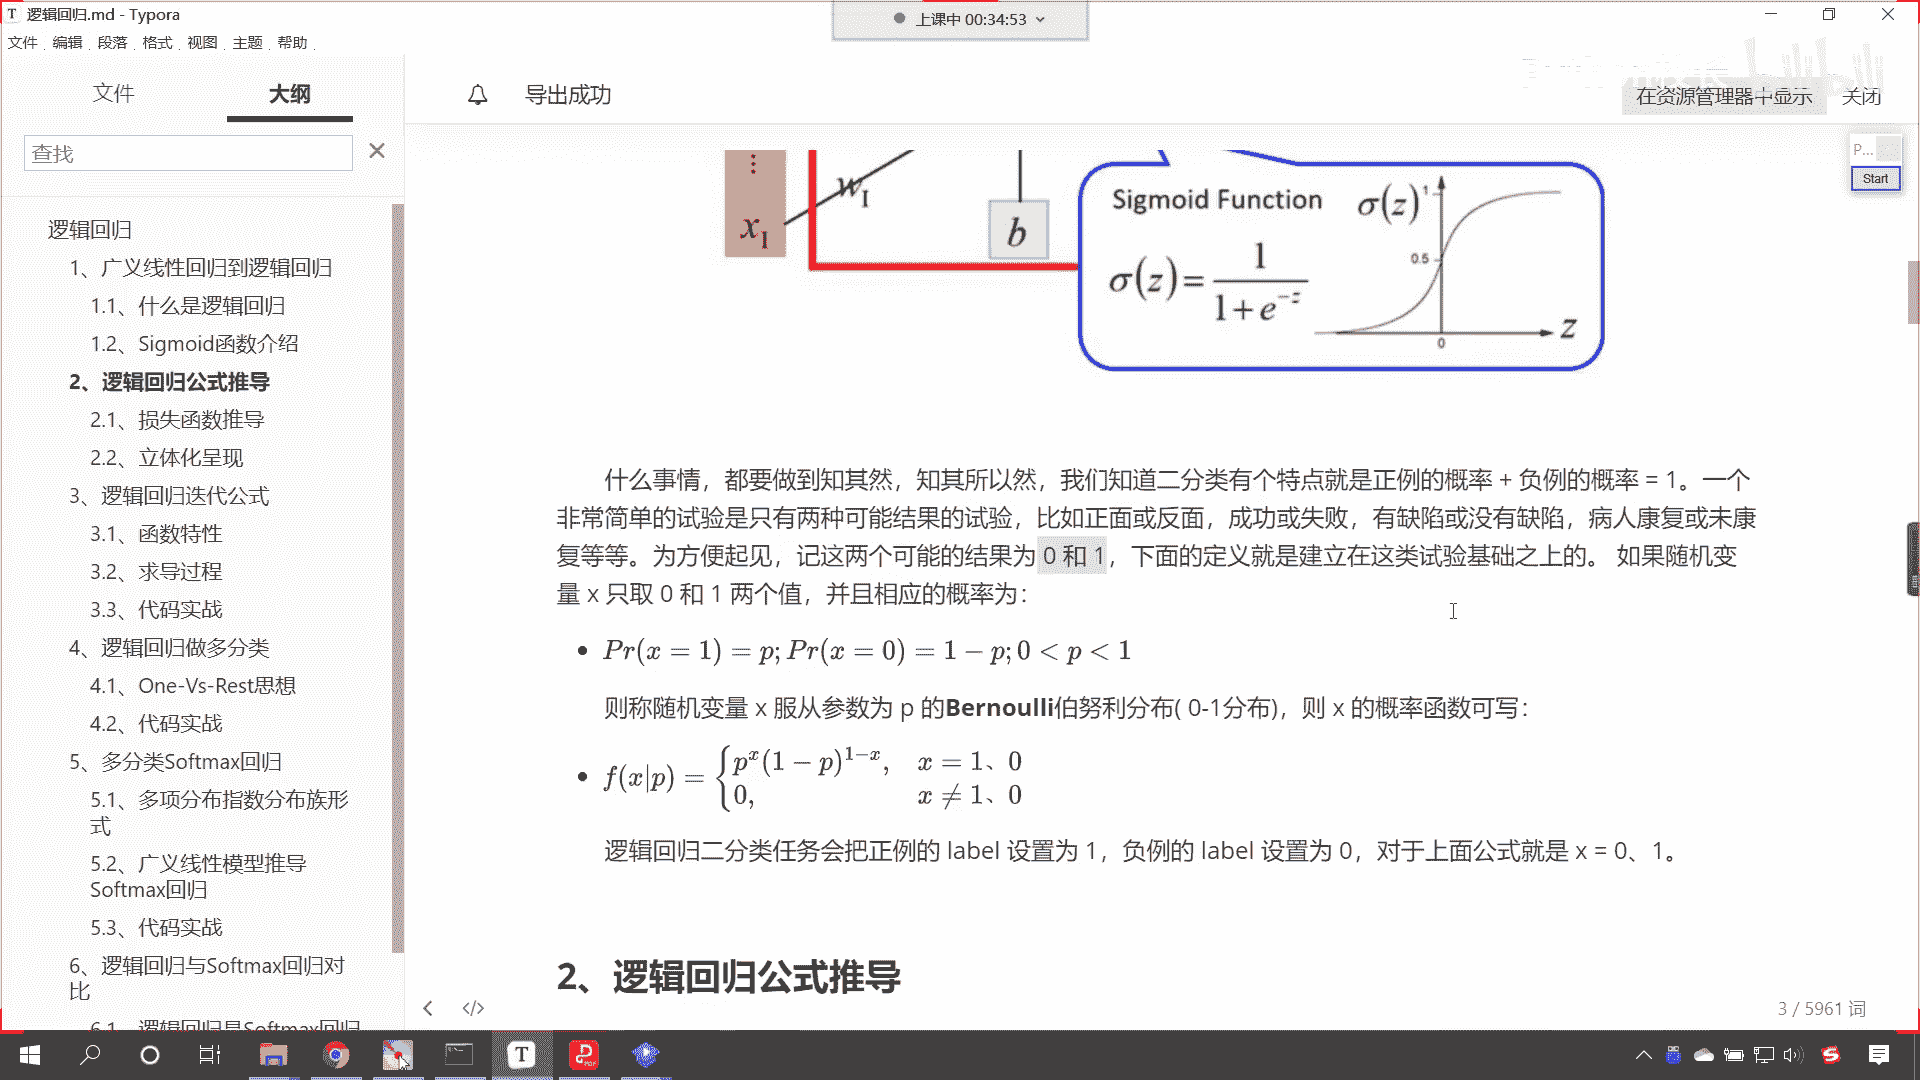 逻辑回归.md - Typora
上课中 00:34:53
文件 编辑 段落 格式 视图 主题 帮助
文件 大纲
导出成功
在资源管理器中显示 关闭
查找
P...
Start
逻辑回归
1、广义线性回归到逻辑回归
1.1、什么是逻辑回归
1.2、Sigmoid函数介绍
2、逻辑回归公式推导
2.1、损失函数推导
2.2、立体化呈现
3、逻辑回归迭代公式
3.1、函数特性
3.2、求导过程
3.3、代码实战
4、逻辑回归做多分类
4.1、One-Vs-Rest思想
4.2、代码实战
5、多分类Softmax回归
5.1、多项分布指数分布族形
式
5.2、广义线性模型推导
Softmax回归
5.3、代码实战
6、逻辑回归与Softmax回归对
比
6.1、逻辑回归是Softmax回归
⋮
w_I
x_I
b
Sigmoid Function
σ(z)
1
0.5
0
z
σ(z)=1/(1+e^{-z})
什么事情，都要做到知其然，知其所以然，我们知道二分类有个特点就是正例的概率 + 负例的概率 = 1。一个
非常简单的试验是只有两种可能结果的试验，比如正面或反面，成功或失败，有缺陷或没有缺陷，病人康复或未康
复等等。为方便起见，记这两个可能的结果为 0 和 1，下面的定义就是建立在这类试验基础之上的。 如果随机变
量 x 只取 0 和 1 两个值，并且相应的概率为：
• Pr(x = 1) = p; Pr(x = 0) = 1 − p; 0 < p < 1
则称随机变量 x 服从参数为 p 的Bernoulli伯努利分布( 0-1分布)，则 x 的概率函数可写：
• f(x|p) = { p^x(1 − p)^{1−x}, x = 1、0
0, x ≠ 1、0
逻辑回归二分类任务会把正例的 label 设置为 1，负例的 label 设置为 0，对于上面公式就是 x = 0、1。
2、逻辑回归公式推导
3 / 5961 词